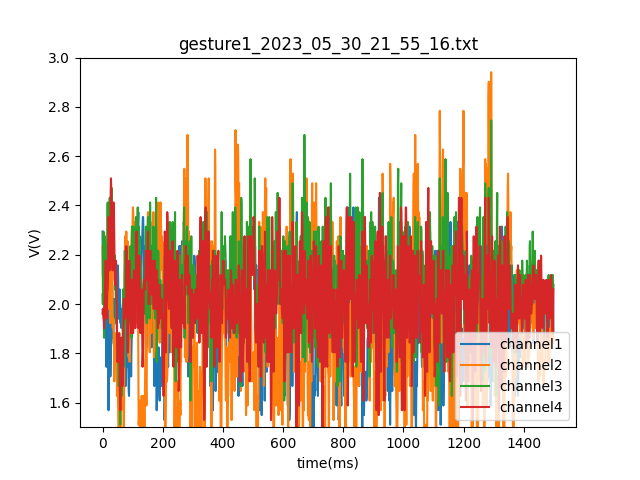 gesture1_2023_05_30_21_55_16.txt
3.0
2.8
2.6
2.4
2.2
2.0
1.8
1.6
V(V)
0 200 400 600 800 1000 1200 1400
time(ms)
channel1
channel2
channel3
channel4